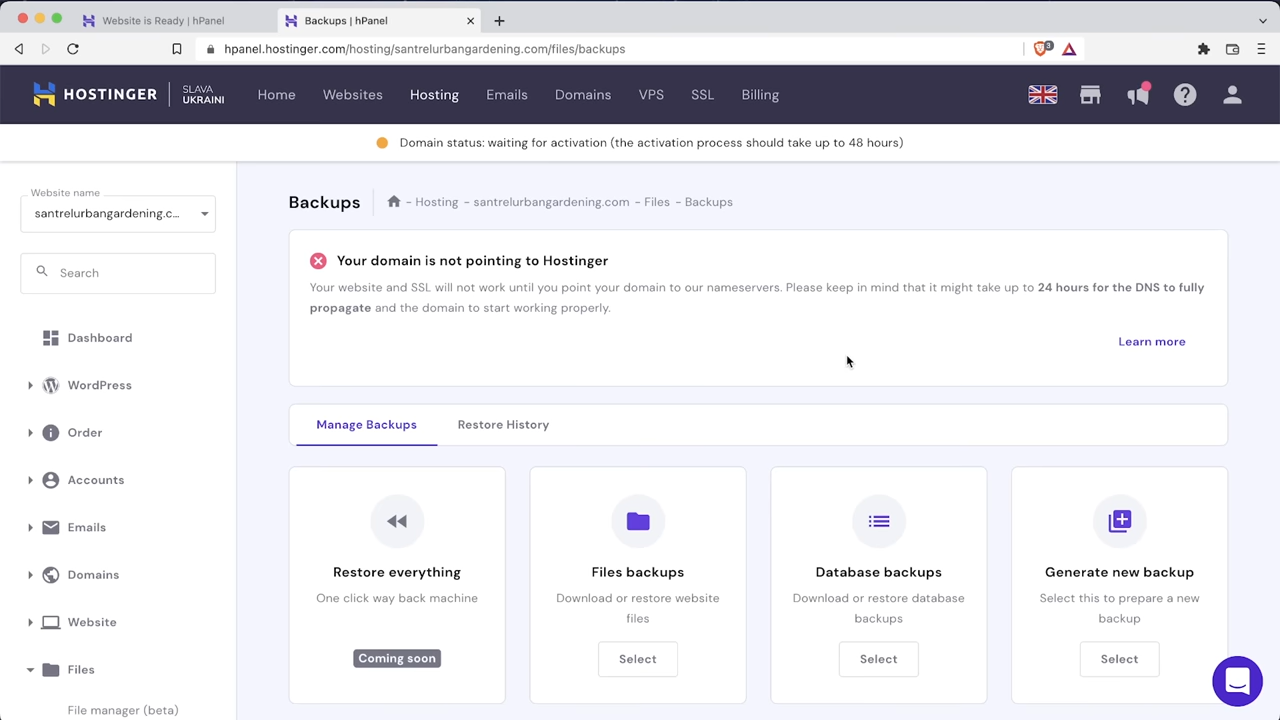 Website is Ready | hPanel
Backups | hPanel
hpanel.hostinger.com/hosting/santrelurbangardening.com/files/backups
3
HOSTINGER
SLAVA
UKRAINI
Home
Websites
Hosting
Emails
Domains
VPS
SSL
Billing
Domain status: waiting for activation (the activation process should take up to 48 hours)
Website name
santrelurbangardening.c...
Search
Dashboard
WordPress
Order
Accounts
Emails
Domains
Website
Files
File manager (beta)
Backups
- Hosting - santrelurbangardening.com - Files - Backups
Your domain is not pointing to Hostinger
Your website and SSL will not work until you point your domain to our nameservers. Please keep in mind that it might take up to 24 hours for the DNS to fully
propagate and the domain to start working properly.
Learn more
Manage Backups
Restore History
Restore everything
One click way back machine
Coming soon
Files backups
Download or restore website
files
Select
Database backups
Download or restore database
backups
Select
Generate new backup
Select this to prepare a new
backup
Select